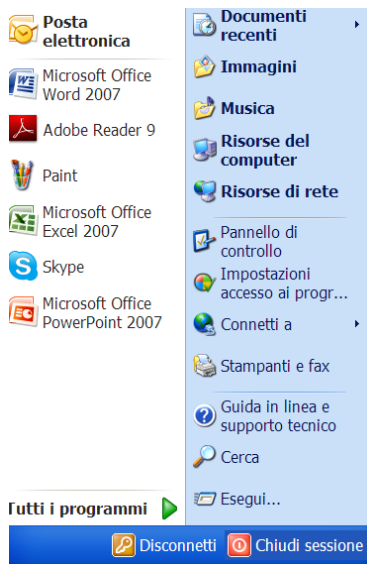 Posta
elettronica
Microsoft Office
Word 2007
Adobe Reader 9
Paint
Microsoft Office
Excel 2007
Skype
Microsoft Office
PowerPoint 2007
Tutti i programmi
Documenti
recenti
Immagini
Musica
Risorse del
computer
Risorse di rete
Pannello di
controllo
Impostazioni
accesso ai progr...
Connetti a
Stampanti e fax
Guida in linea e
supporto tecnico
Cerca
Esegui...
Disconnetti
Chiudi sessione